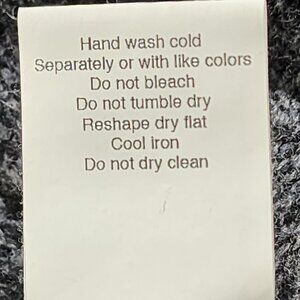 Hand wash cold
Separately or with like colors
Do not bleach
Do not tumble dry
Reshape dry flat
Cool iron
Do not dry clean